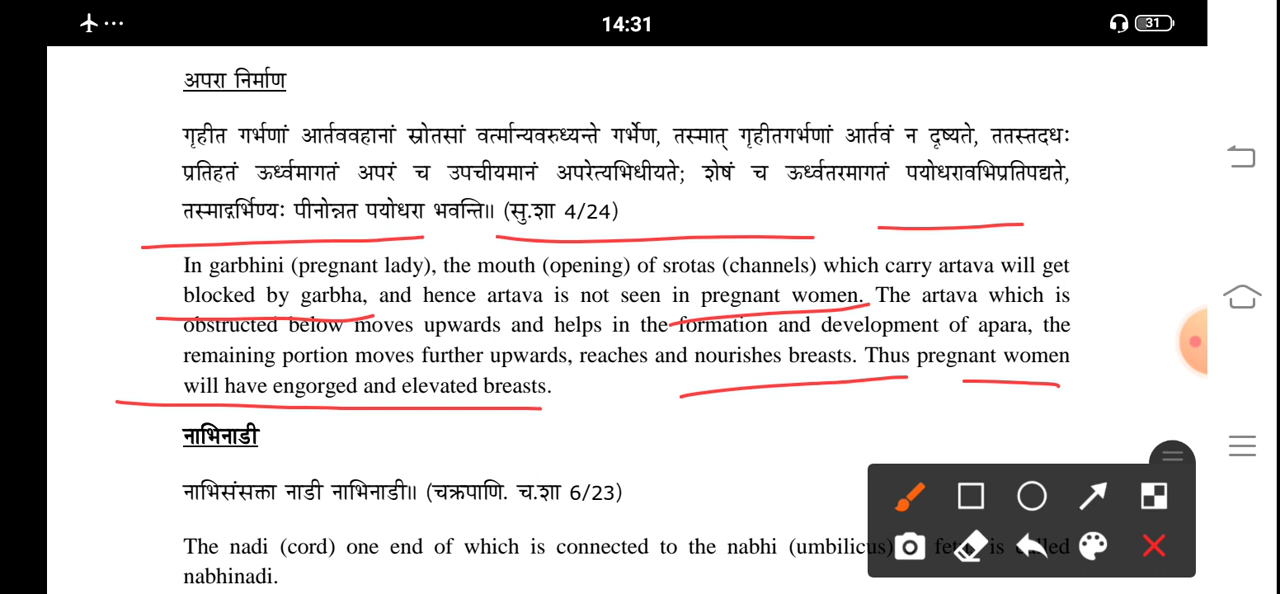 14:31
31
अपरा निर्माण
गृहीत गर्भणां आर्तववहानां स्रोतसां वर्त्मान्यवरुध्यन्ते गर्भेण, तस्मात् गृहीतगर्भणां आर्तवं न दृष्यते, ततस्तदधः
प्रतिहतं ऊर्ध्वमागतं अपरं च उपचीयमानं अपरेत्यभिधीयते; शेषं च ऊर्ध्वतरमागतं पयोधरावभिप्रतिपद्यते,
तस्माद्गर्भिण्यः पीनोन्नत पयोधरा भवन्ति॥ (सु.शा 4/24)
In garbhini (pregnant lady), the mouth (opening) of srotas (channels) which carry artava will get
blocked by garbha, and hence artava is not seen in pregnant women. The artava which is
obstructed below moves upwards and helps in the formation and development of apara, the
remaining portion moves further upwards, reaches and nourishes breasts. Thus pregnant women
will have engorged and elevated breasts.
नाभिनाडी
नाभिसंसक्ता नाडी नाभिनाडी॥ (चक्रपाणि. च.शा 6/23)
The nadi (cord) one end of which is connected to the nabhi (umbilicus) is
nabhinadi.